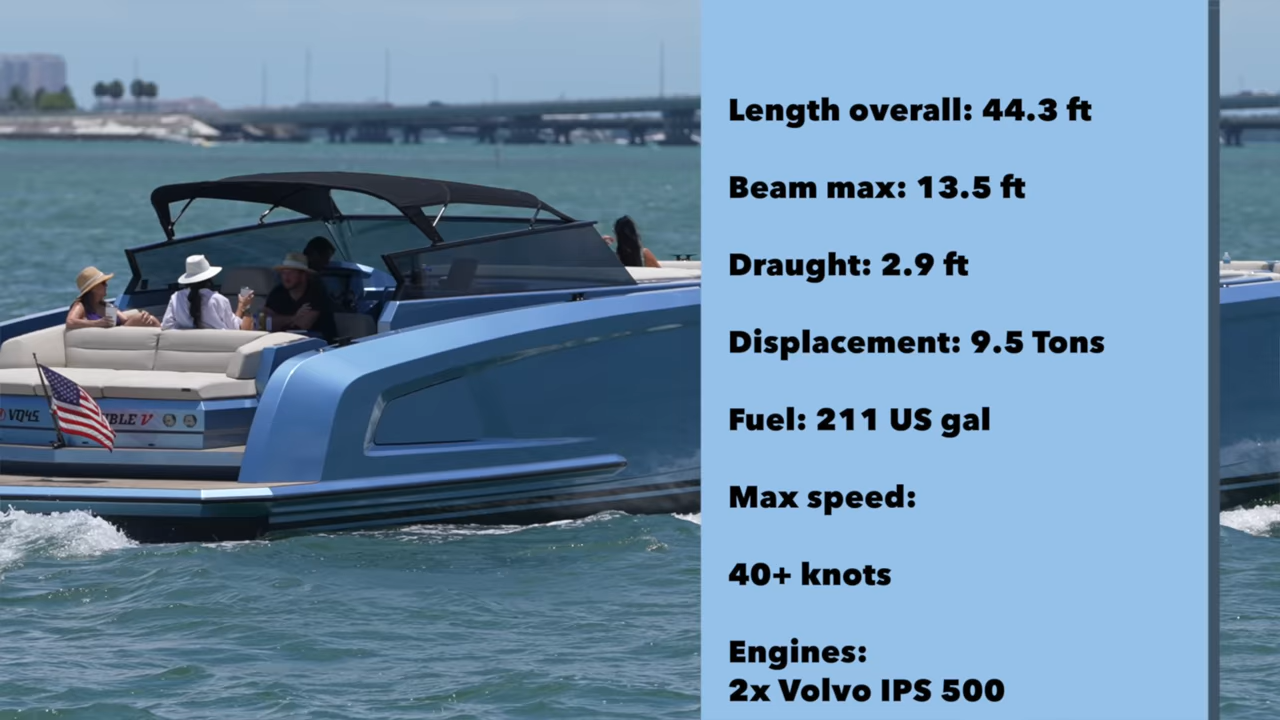 Length overall: 44.3 ft
Beam max: 13.5 ft
Draught: 2.9 ft
Displacement: 9.5 Tons
Fuel: 211 US gal
Max speed:
40+ knots
Engines:
2x Volvo IPS 500
VQ45
BLE V